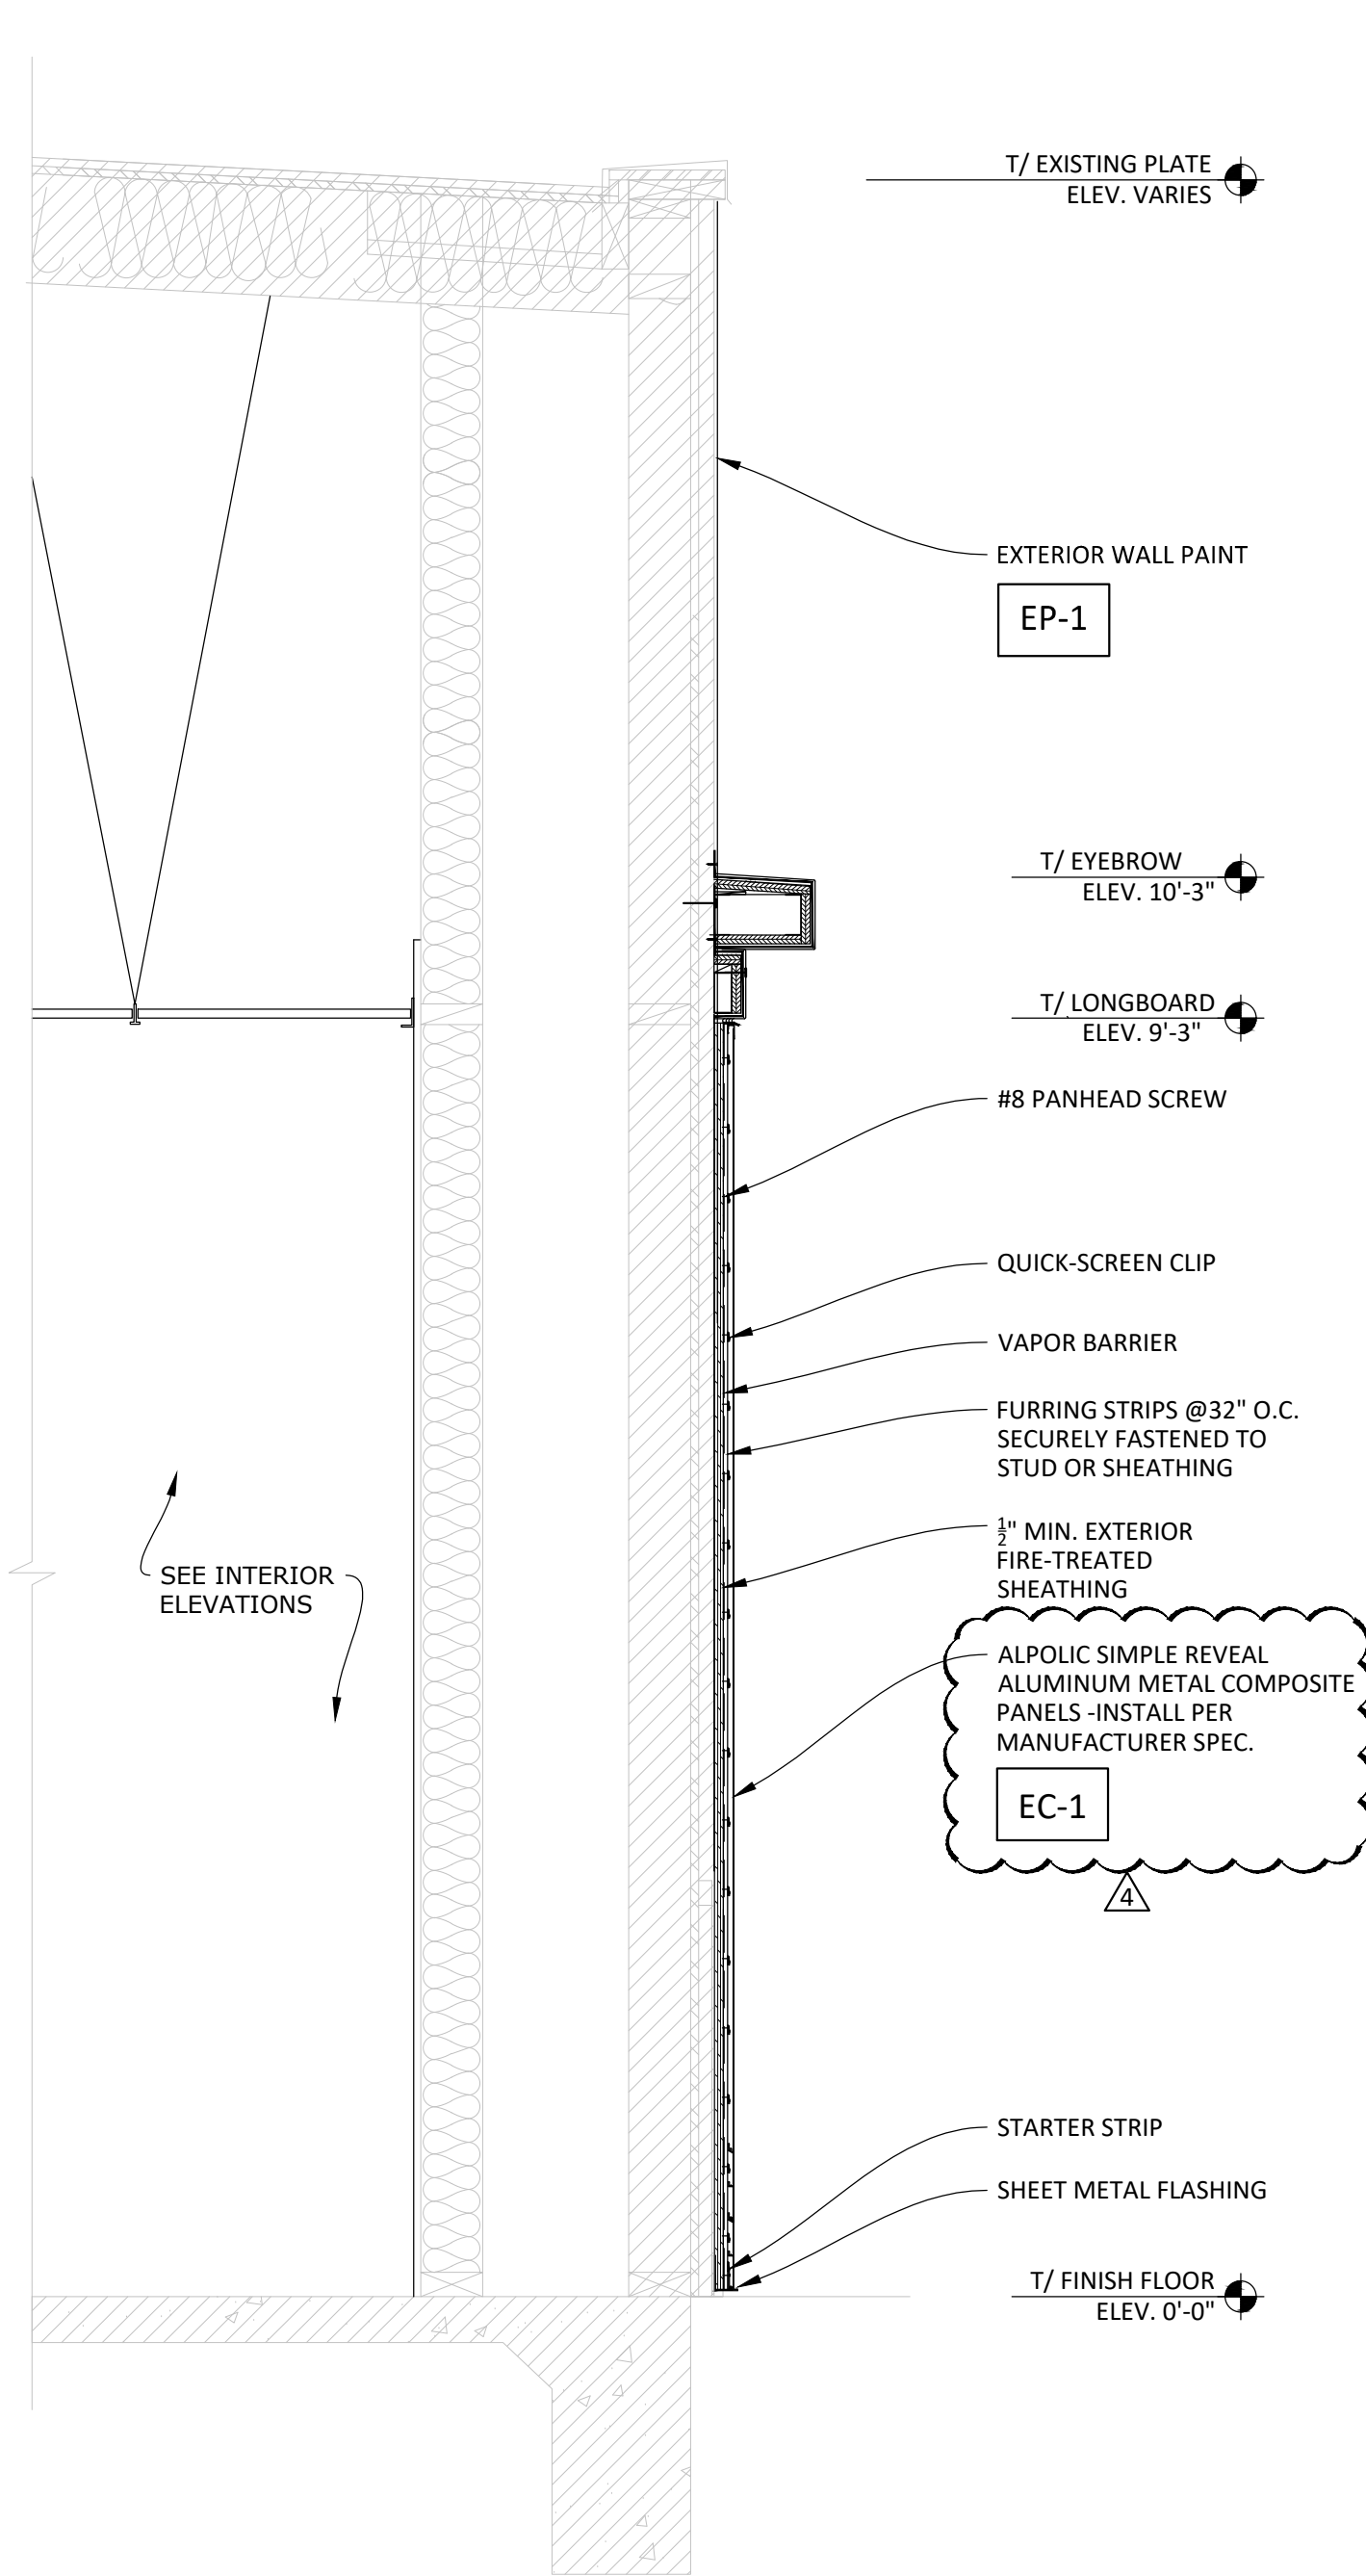 T/ EXISTING PLATE
ELEV. VARIES
EXTERIOR WALL PAINT
EP-1
T/ EYEBROW
ELEV. 10'-3"
T/ LONGBOARD
ELEV. 9'-3"
#8 PANHEAD SCREW
QUICK-SCREEN CLIP
VAPOR BARRIER
FURRING STRIPS @32" O.C.
SECURELY FASTENED TO
STUD OR SHEATHING
½" MIN. EXTERIOR
FIRE-TREATED
SHEATHING
SEE INTERIOR
ELEVATIONS
ALPOLIC SIMPLE REVEAL
ALUMINUM METAL COMPOSITE
PANELS -INSTALL PER
MANUFACTURER SPEC.
EC-1
4
STARTER STRIP
SHEET METAL FLASHING
T/ FINISH FLOOR
ELEV. 0'-0"